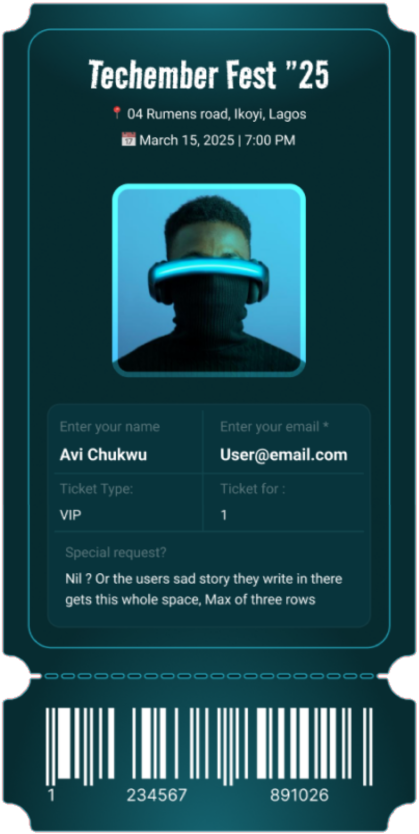 Techember Fest ”25
📍 04 Rumens road, Ikoyi, Lagos
📅 March 15, 2025 | 7:00 PM
Enter your name
Enter your email *
Avi Chukwu
User@email.com
Ticket Type:
Ticket for :
VIP
1
Special request?
Nil ? Or the users sad story they write in there
gets this whole space, Max of three rows
1 234567 891026